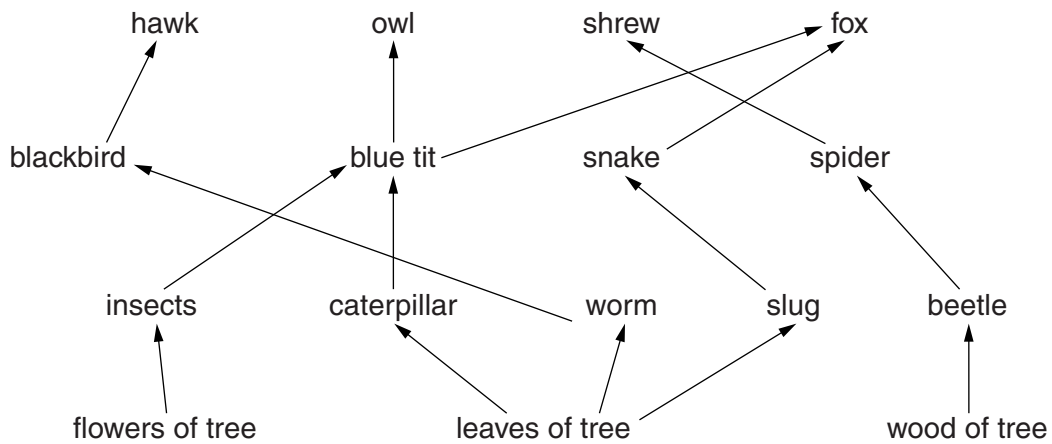 hawk owl shrew fox
blackbird blue tit snake spider
insects caterpillar worm slug beetle
flowers of tree leaves of tree wood of tree